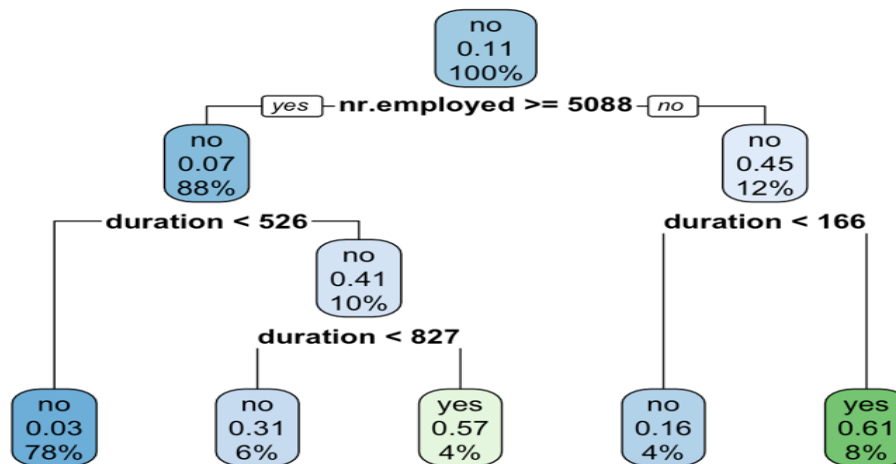 no
0.11
100%
yes nr.employed >= 5088 no
no
0.07
88%
no
0.45
12%
duration < 526
duration < 166
no
0.41
10%
duration < 827
no
0.03
78%
no
0.31
6%
yes
0.57
4%
no
0.16
4%
yes
0.61
8%